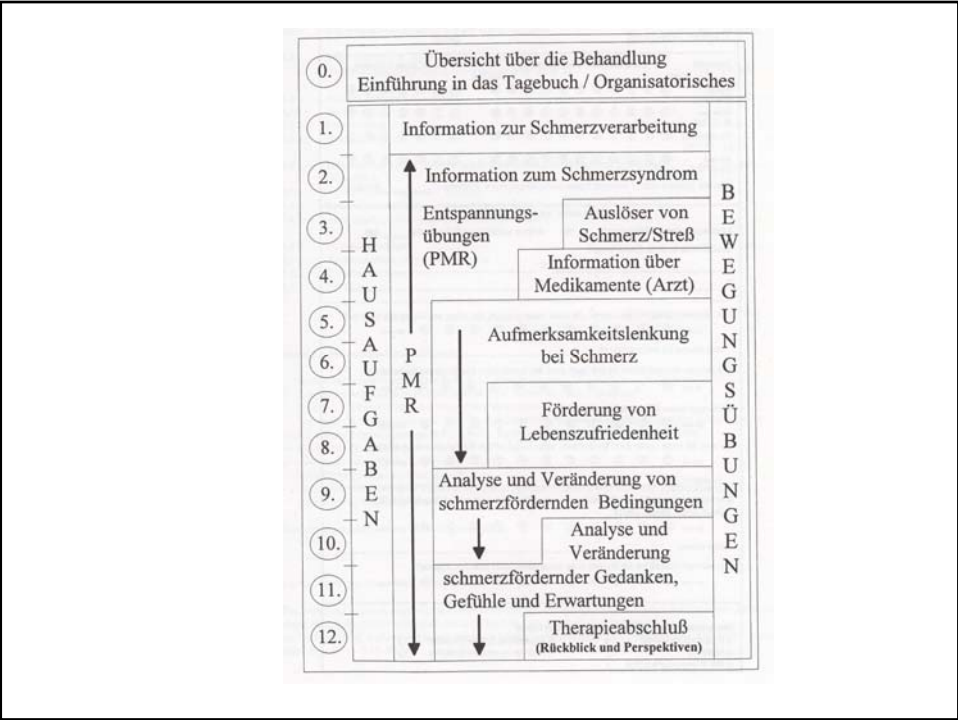 0.
Übersicht über die Behandlung
Einführung in das Tagebuch / Organisatorisches
1.
Information zur Schmerzverarbeitung
2.
Information zum Schmerzsyndrom
3.
Entspannungs-
übungen
(PMR)
Auslöser von
Schmerz/Streß
4.
Information über
Medikamente (Arzt)
5.
6.
Aufmerksamkeitslenkung
bei Schmerz
7.
8.
Förderung von
Lebenszufriedenheit
9.
Analyse und Veränderung von
schmerzfördernden Bedingungen
10.
Analyse und
Veränderung
11.
schmerzfördernder Gedanken,
Gefühle und Erwartungen
12.
Therapieabschluß
(Rückblick und Perspektiven)
HAUSAUFGABEN
PMR
BEWEGUNGSÜBUNGEN